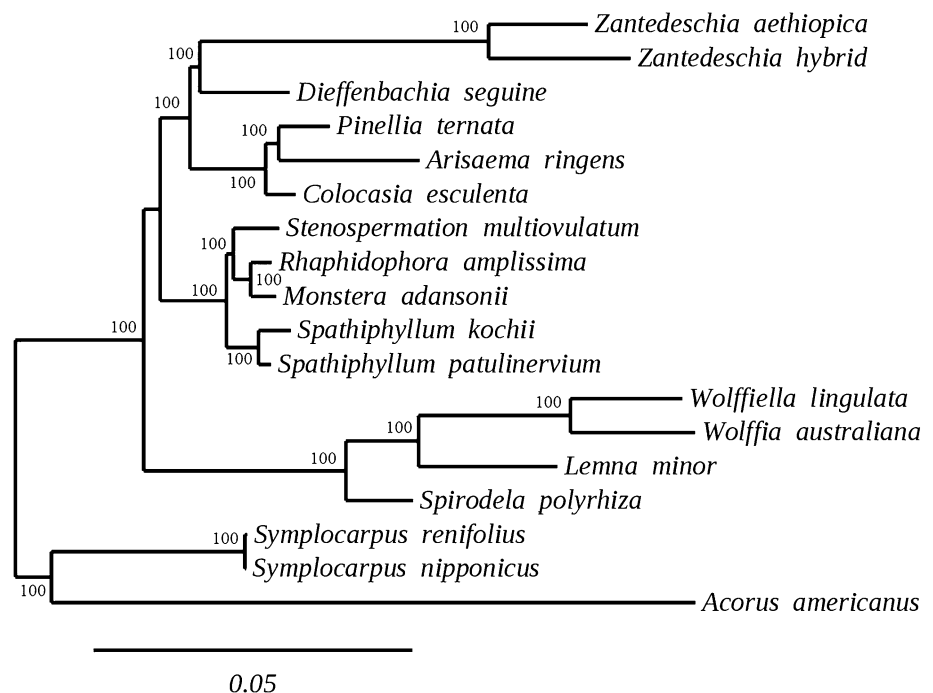 100
Zantedeschia aethiopica
Zantedeschia hybrid
100
Dieffenbachia seguine
100
100
Pinellia ternata
Arisaema ringens
100
Colocasia esculenta
Stenospermation multiovulatum
100
Rhaphidophora amplissima
100
100
Monstera adansonii
Spathiphyllum kochii
100
100
Spathiphyllum patulinervium
Wolffiella lingulata
100
Wolffia australiana
100
Lemna minor
100
Spirodela polyrhiza
Symplocarpus renifolius
100
Symplocarpus nipponicus
100
Acorus americanus
0.05